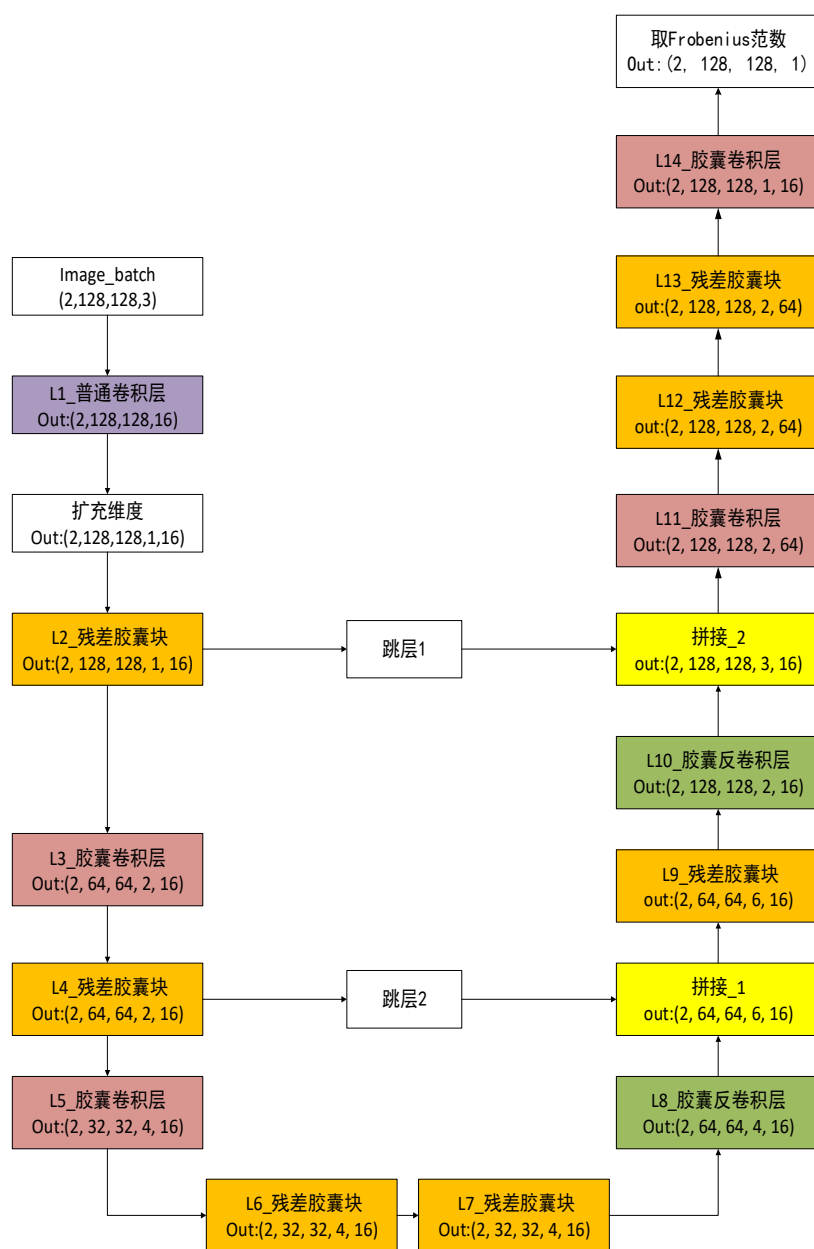 Image_batch
(2,128,128,3)
L1_普通卷积层
Out:(2,128,128,16)
扩充维度
Out:(2,128,128,1,16)
L2_残差胶囊块
Out:(2, 128, 128, 1, 16)
跳层1
L3_胶囊卷积层
Out:(2, 64, 64, 2, 16)
L4_残差胶囊块
Out:(2, 64, 64, 2, 16)
跳层2
L5_胶囊卷积层
Out:(2, 32, 32, 4, 16)
L6_残差胶囊块
Out:(2, 32, 32, 4, 16)
L7_残差胶囊块
Out:(2, 32, 32, 4, 16)
L8_胶囊反卷积层
Out:(2, 64, 64, 4, 16)
拼接_1
out:(2, 64, 64, 6, 16)
L9_残差胶囊块
out:(2, 64, 64, 6, 16)
L10_胶囊反卷积层
Out:(2, 128, 128, 2, 16)
拼接_2
out:(2, 128, 128, 3, 16)
L11_胶囊卷积层
Out:(2, 128, 128, 2, 64)
L12_残差胶囊块
out:(2, 128, 128, 2, 64)
L13_残差胶囊块
out:(2, 128, 128, 2, 64)
L14_胶囊卷积层
Out:(2, 128, 128, 1, 16)
取Frobenius范数
Out:(2, 128, 128, 1)